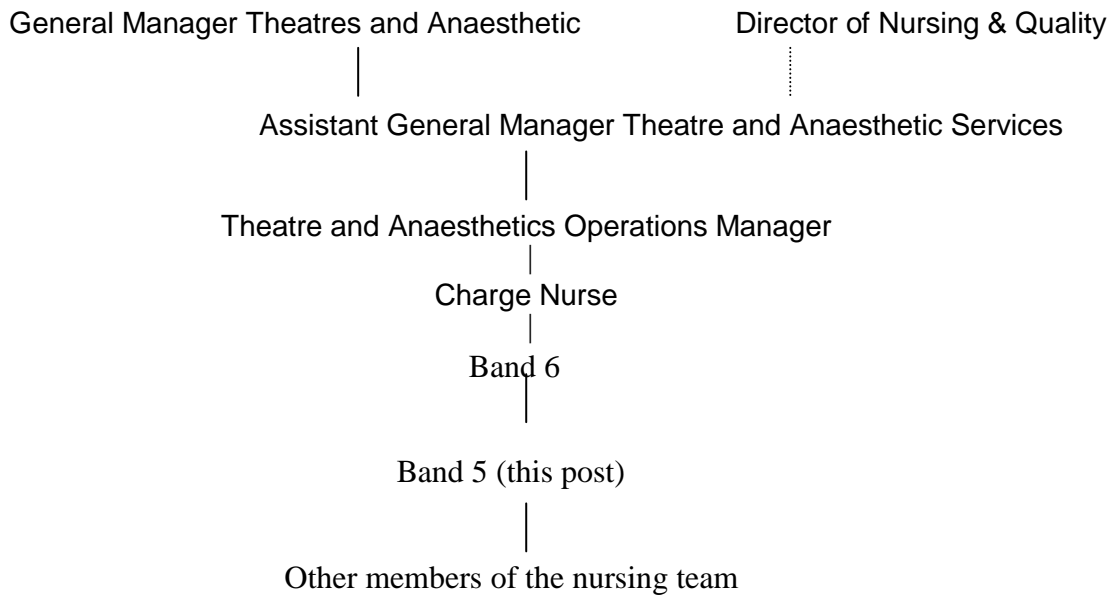 General Manager Theatres and Anaesthetic Director of Nursing & Quality
Assistant General Manager Theatre and Anaesthetic Services
Theatre and Anaesthetics Operations Manager
Charge Nurse
Band 6
Band 5 (this post)
Other members of the nursing team